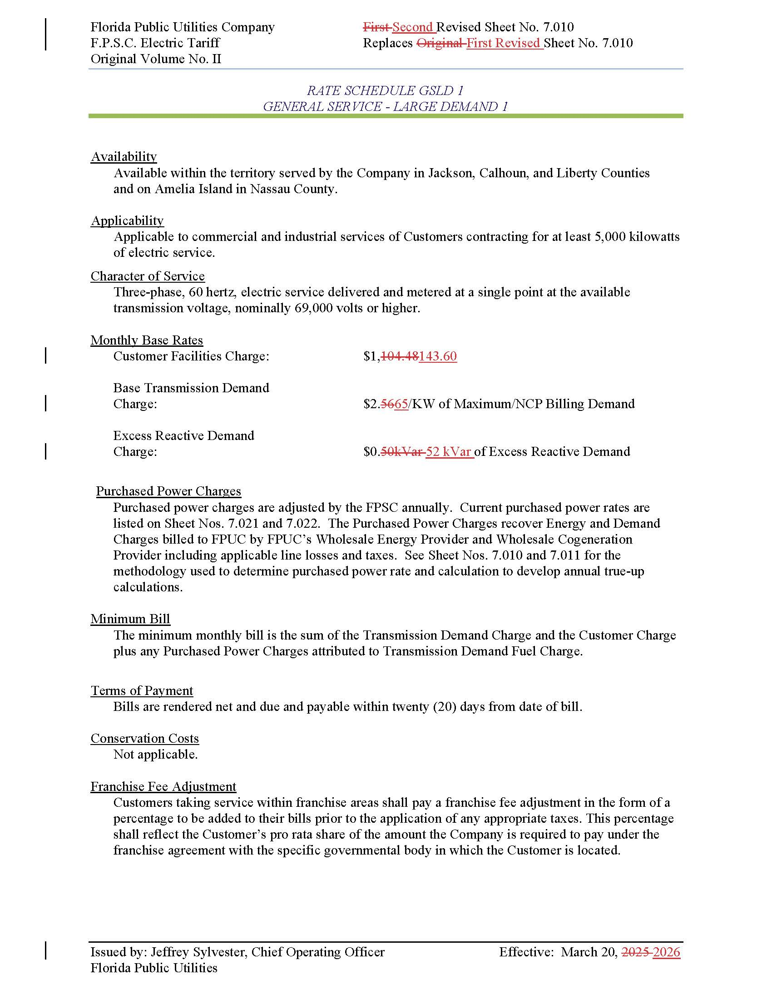 Florida Public Utilities Company
First Second Revised Sheet No. 7.010
F.P.S.C. Electric Tariff
Replaces Original First Revised Sheet No. 7.010
Original Volume No. II
RATE SCHEDULE GSLD 1
GENERAL SERVICE - LARGE DEMAND 1
Availability
Available within the territory served by the Company in Jackson, Calhoun, and Liberty Counties
and on Amelia Island in Nassau County.
Applicability
Applicable to commercial and industrial services of Customers contracting for at least 5,000 kilowatts
of electric service.
Character of Service
Three-phase, 60 hertz, electric service delivered and metered at a single point at the available
transmission voltage, nominally 69,000 volts or higher.
Monthly Base Rates
Customer Facilities Charge: $1,104.48143.60
Base Transmission Demand
Charge: $2.5665/KW of Maximum/NCP Billing Demand
Excess Reactive Demand
Charge: $0.50kVar 52 kVar of Excess Reactive Demand
Purchased Power Charges
Purchased power charges are adjusted by the FPSC annually. Current purchased power rates are
listed on Sheet Nos. 7.021 and 7.022. The Purchased Power Charges recover Energy and Demand
Charges billed to FPUC by FPUC’s Wholesale Energy Provider and Wholesale Cogeneration
Provider including applicable line losses and taxes. See Sheet Nos. 7.010 and 7.011 for the
methodology used to determine purchased power rate and calculation to develop annual true-up
calculations.
Minimum Bill
The minimum monthly bill is the sum of the Transmission Demand Charge and the Customer Charge
plus any Purchased Power Charges attributed to Transmission Demand Fuel Charge.
Terms of Payment
Bills are rendered net and due and payable within twenty (20) days from date of bill.
Conservation Costs
Not applicable.
Franchise Fee Adjustment
Customers taking service within franchise areas shall pay a franchise fee adjustment in the form of a
percentage to be added to their bills prior to the application of any appropriate taxes. This percentage
shall reflect the Customer’s pro rata share of the amount the Company is required to pay under the
franchise agreement with the specific governmental body in which the Customer is located.
Issued by: Jeffrey Sylvester, Chief Operating Officer
Effective: March 20, 2025 2026
Florida Public Utilities